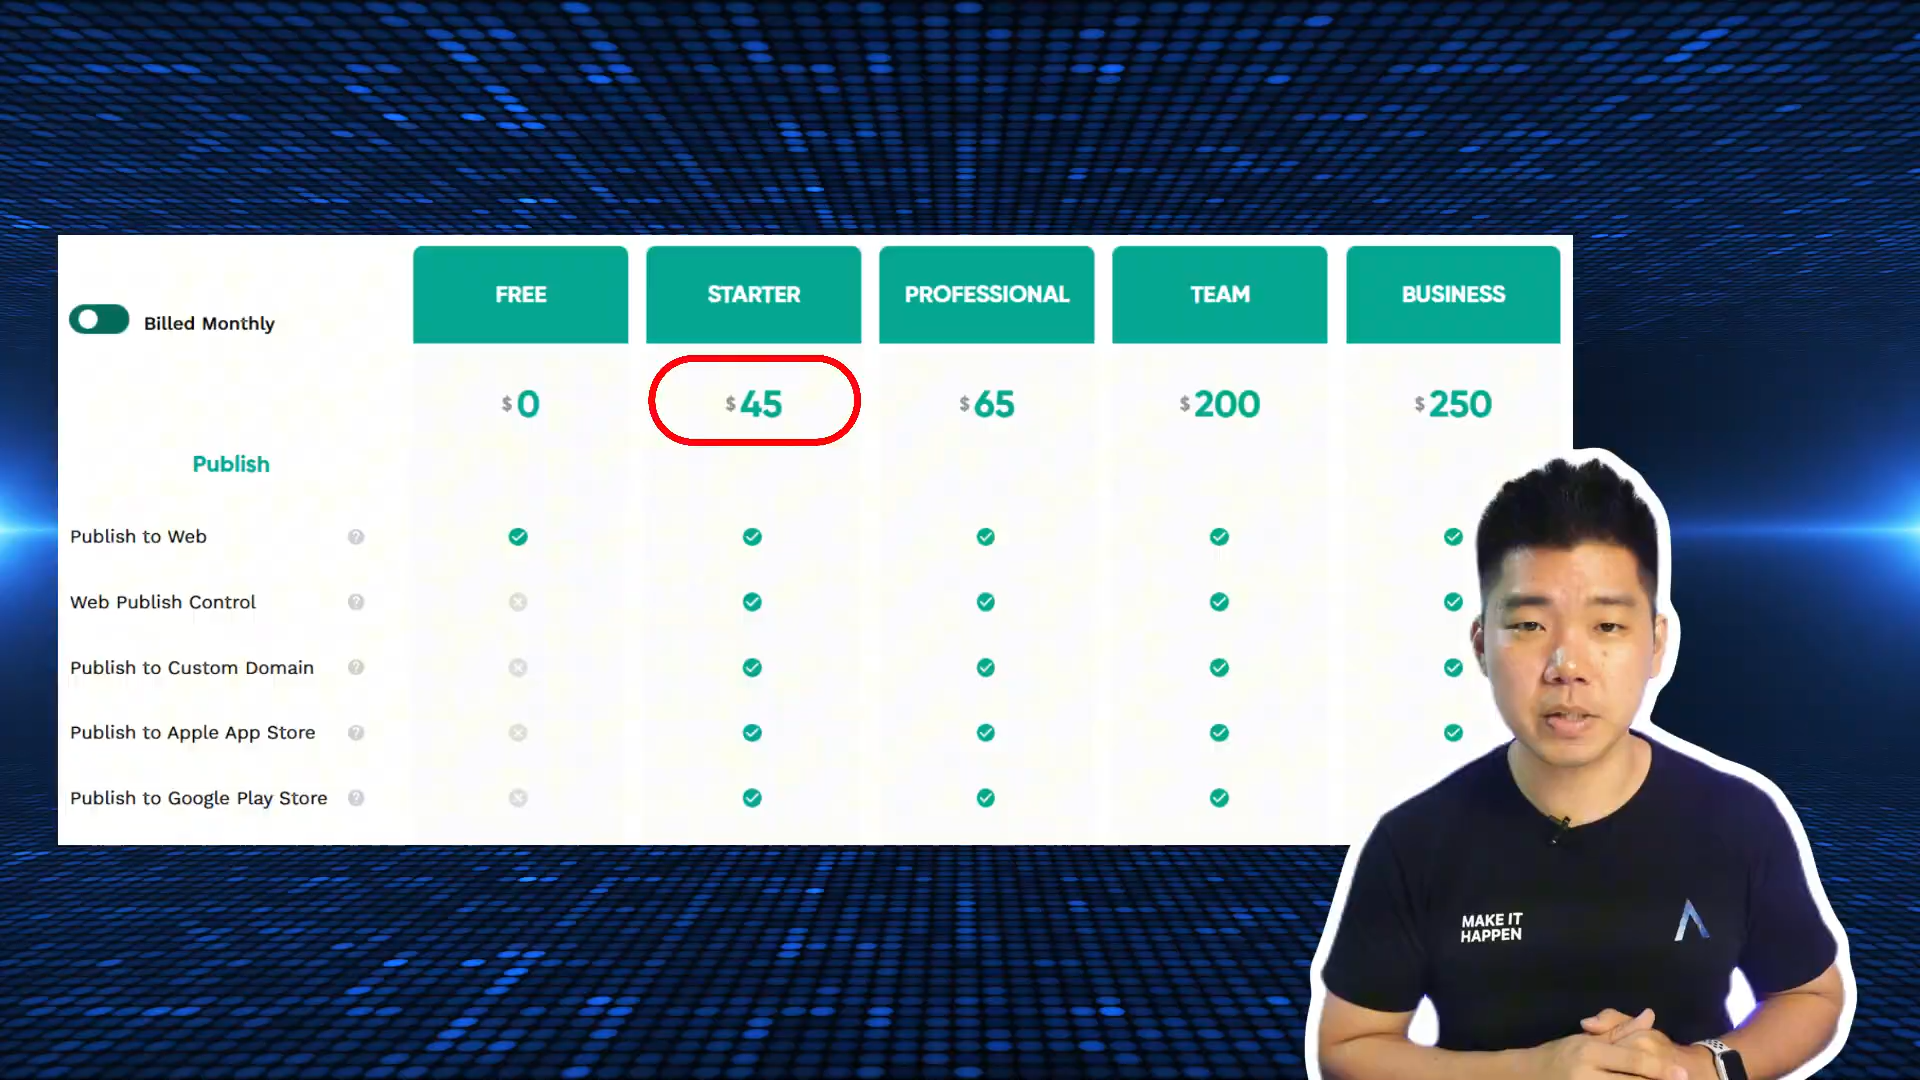 FREE
STARTER
PROFESSIONAL
TEAM
BUSINESS
Billed Monthly
$0
$45
$65
$200
$250
Publish
Publish to Web ?
Web Publish Control ?
Publish to Custom Domain ?
Publish to Apple App Store ?
Publish to Google Play Store ?
MAKE IT
HAPPEN